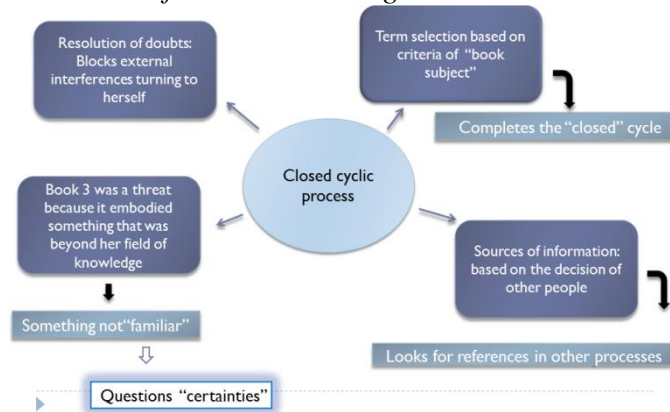 Resolution of doubts:
Blocks external
interferences turning to
herself
Term selection based on
criteria of “book
subject”
Completes the “closed” cycle
Closed cyclic
process
Book 3 was a threat
because it embodied
something that was
beyond her field of
knowledge
Sources of information:
based on the decision of
other people
Something not“familiar”
Looks for references in other processes
Questions “certainties”